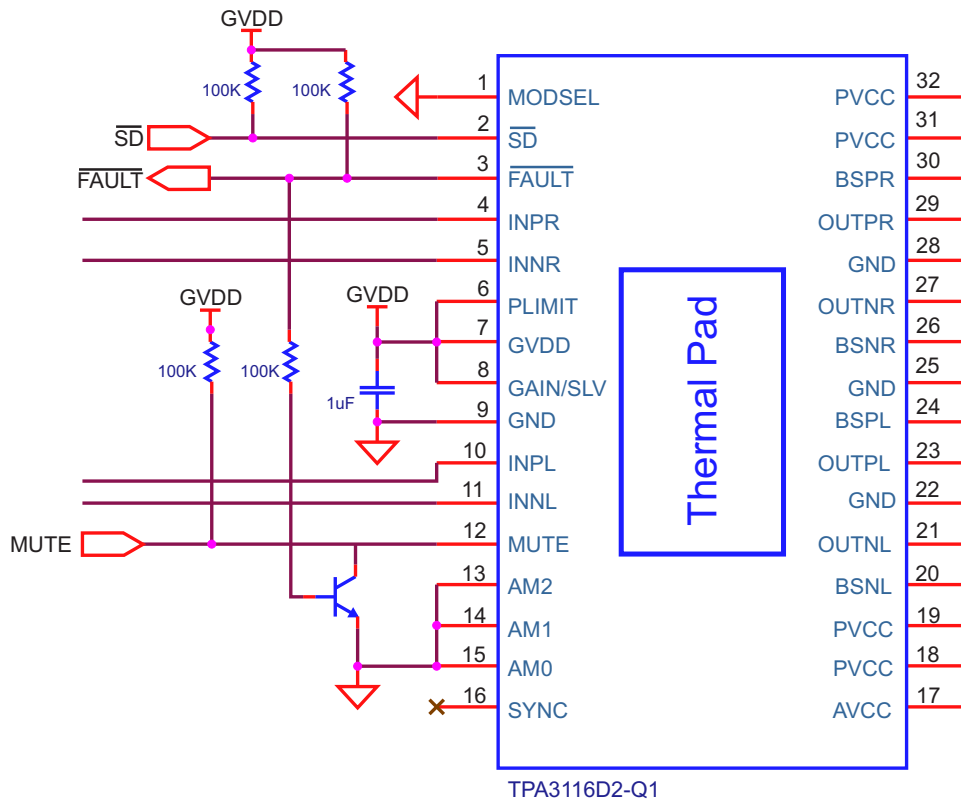 GVDD
100K
100K
SD
FAULT
GVDD
100K
100K
GVDD
1uF
MUTE
1 MODSEL
2 SD
3 FAULT
4 INPR
5 INNR
6 PLIMIT
7 GVDD
8 GAIN/SLV
9 GND
10 INPL
11 INNL
12 MUTE
13 AM2
14 AM1
15 AM0
16 SYNC
Thermal Pad
PVCC 32
PVCC 31
BSPR 30
OUTPR 29
GND 28
OUTNR 27
BSNR 26
GND 25
BSPL 24
OUTPL 23
GND 22
OUTNL 21
BSNL 20
PVCC 19
PVCC 18
AVCC 17
TPA3116D2-Q1